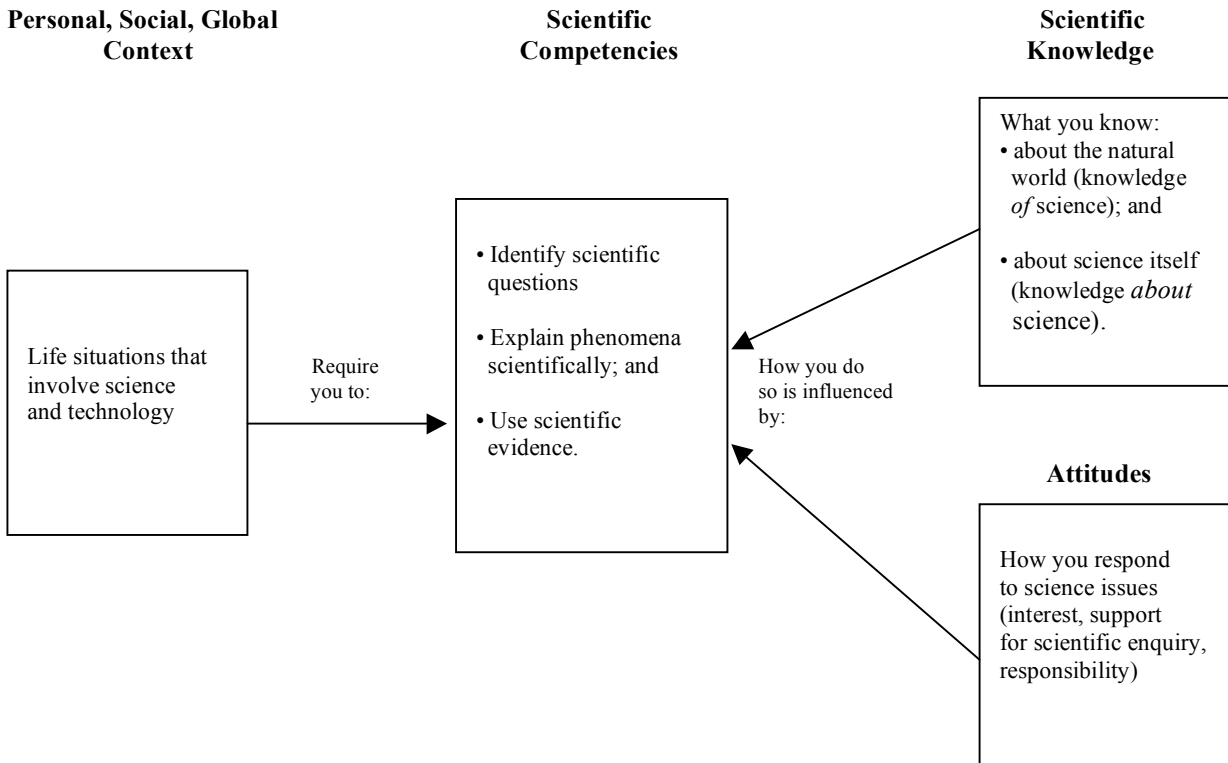 Personal, Social, Global
Context
Scientific
Competencies
Scientific
Knowledge
Life situations that
involve science
and technology
Require
you to:
• Identify scientific
questions
• Explain phenomena
scientifically; and
• Use scientific
evidence.
How you do
so is influenced
by:
What you know:
• about the natural
world (knowledge
of science); and
• about science itself
(knowledge about
science).
Attitudes
How you respond
to science issues
(interest, support
for scientific enquiry,
responsibility)